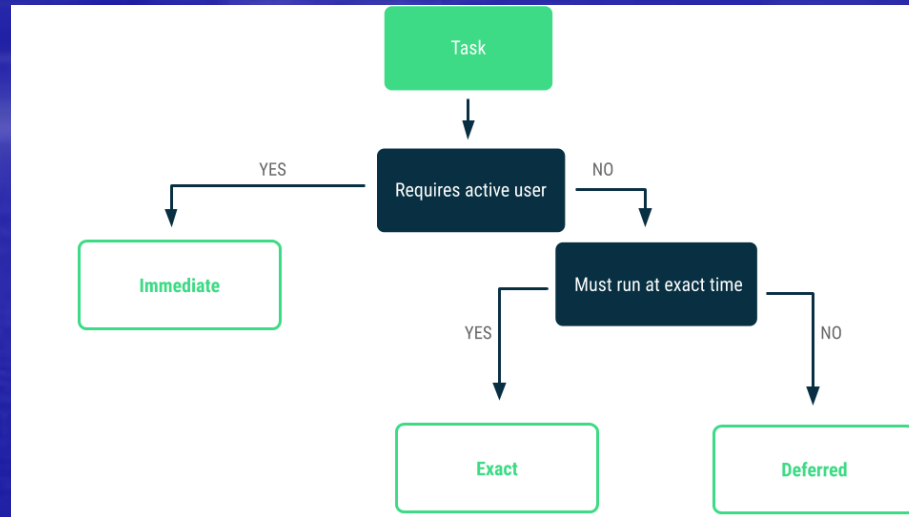 Task
YES
NO
Requires active user
Immediate
Must run at exact time
YES
NO
Exact
Deferred